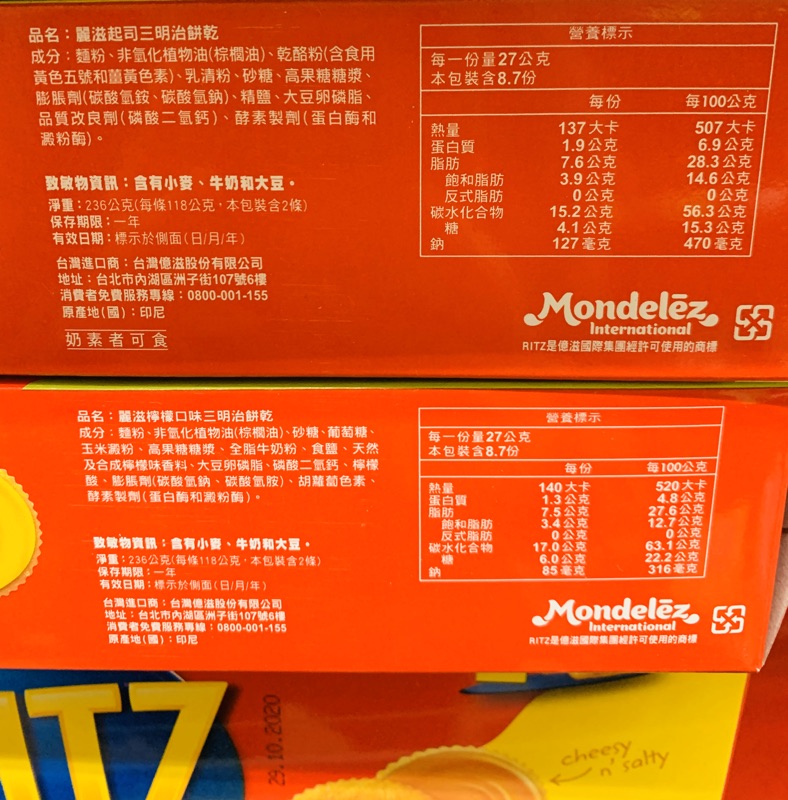 品名：麗滋起司三明治餅乾
成分：麵粉、非氫化植物油(棕櫚油)、乾酪粉(含食用
黃色五號和薑黃色素)、乳清粉、砂糖、高果糖糖漿、
膨脹劑(碳酸氫銨、碳酸氫鈉)、精鹽、大豆卵磷脂、
品質改良劑(磷酸二氫鈣)、酵素製劑(蛋白酶和
澱粉酶)。
致敏物資訊：含有小麥、牛奶和大豆。
淨重：236公克(每條118公克，本包裝含2條)
保存期限：一年
有效日期：標示於側面(日/月/年)
台灣進口商：台灣億滋股份有限公司
地址：台北市內湖區洲子街107號6樓
消費者免費服務專線：0800-001-155
原產地(國)：印尼
奶素者可食
營養標示
每一份量27公克
本包裝含8.7份
每份 每100公克
熱量 137大卡 507大卡
蛋白質 1.9公克 6.9公克
脂肪 7.6公克 28.3公克
飽和脂肪 3.9公克 14.6公克
反式脂肪 0公克 0公克
碳水化合物 15.2公克 56.3公克
糖 4.1公克 15.3公克
鈉 127毫克 470毫克
Mondelēz
International
RITZ是億滋國際集團經許可使用的商標
品名：麗滋檸檬口味三明治餅乾
成分：麵粉、非氫化植物油(棕櫚油)、砂糖、葡萄糖、
玉米澱粉、高果糖糖漿、全脂牛奶粉、食鹽、天然
及合成檸檬味香料、大豆卵磷脂、磷酸二氫鈣、檸檬
酸、膨脹劑(碳酸氫鈉、碳酸氫胺)、胡蘿蔔色素、
酵素製劑(蛋白酶和澱粉酶)。
致敏物資訊：含有小麥、牛奶和大豆。
淨重：236公克(每條118公克，本包裝含2條)
保存期限：一年
有效日期：標示於側面(日/月/年)
台灣進口商：台灣億滋股份有限公司
地址：台北市內湖區洲子街107號6樓
消費者免費服務專線：0800-001-155
原產地(國)：印尼
營養標示
每一份量27公克
本包裝含8.7份
每份 每100公克
熱量 140大卡 520大卡
蛋白質 1.3公克 4.8公克
脂肪 7.5公克 27.6公克
飽和脂肪 3.4公克 12.7公克
反式脂肪 0公克 0公克
碳水化合物 17.0公克 63.1公克
糖 6.0公克 22.2公克
鈉 85毫克 316毫克
Mondelēz
International
RITZ是億滋國際集團經許可使用的商標
ITZ
29.10.2020
cheesy
n' salty